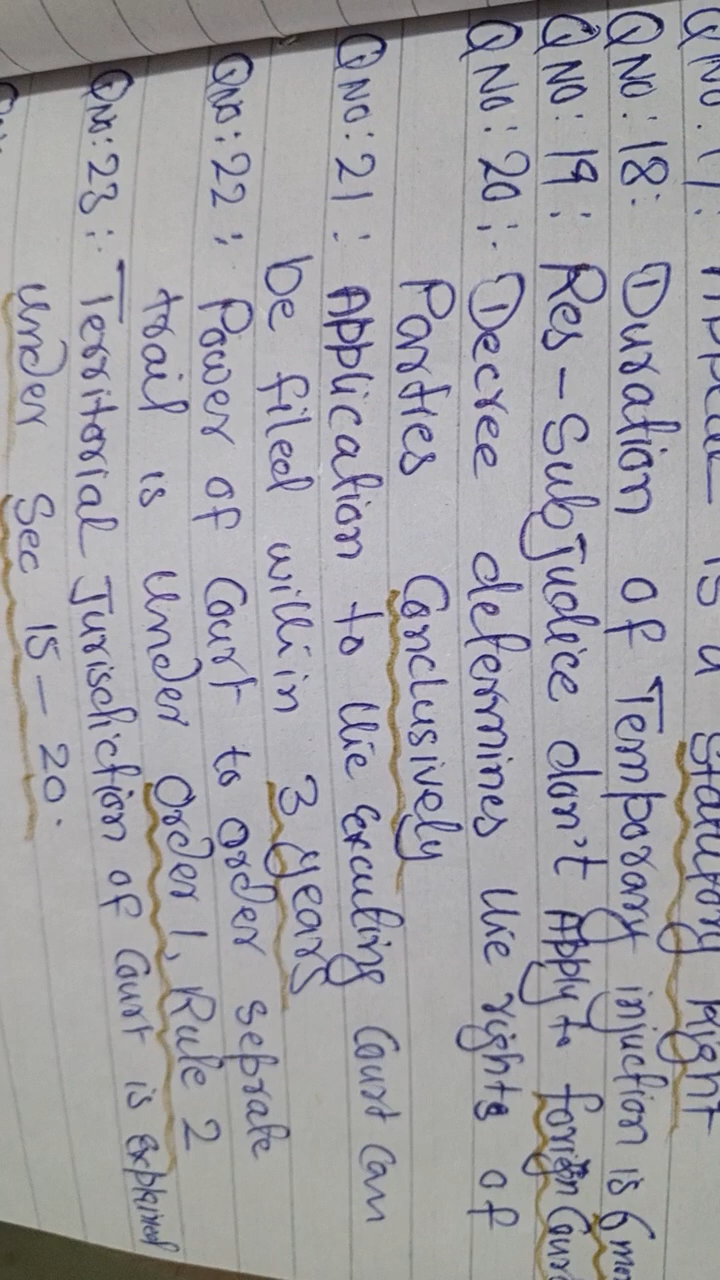 Appeal is a Statutory Right
Q No: 18: Duration of Temporary injuction is 6 mo
Q No: 19: Res-Subjudice don't Apply to forign Cour
Q No: 20: Decree determines the rights of
Parties Conclusively
Q No: 21: Application to the excuting Court can
be filed within 3 years
Q No: 22: Power of Court to order seprate
trail is under Order 1, Rule 2
Q No: 23: Territorial Jurisdiction of Court is explained
under Sec 15-20.